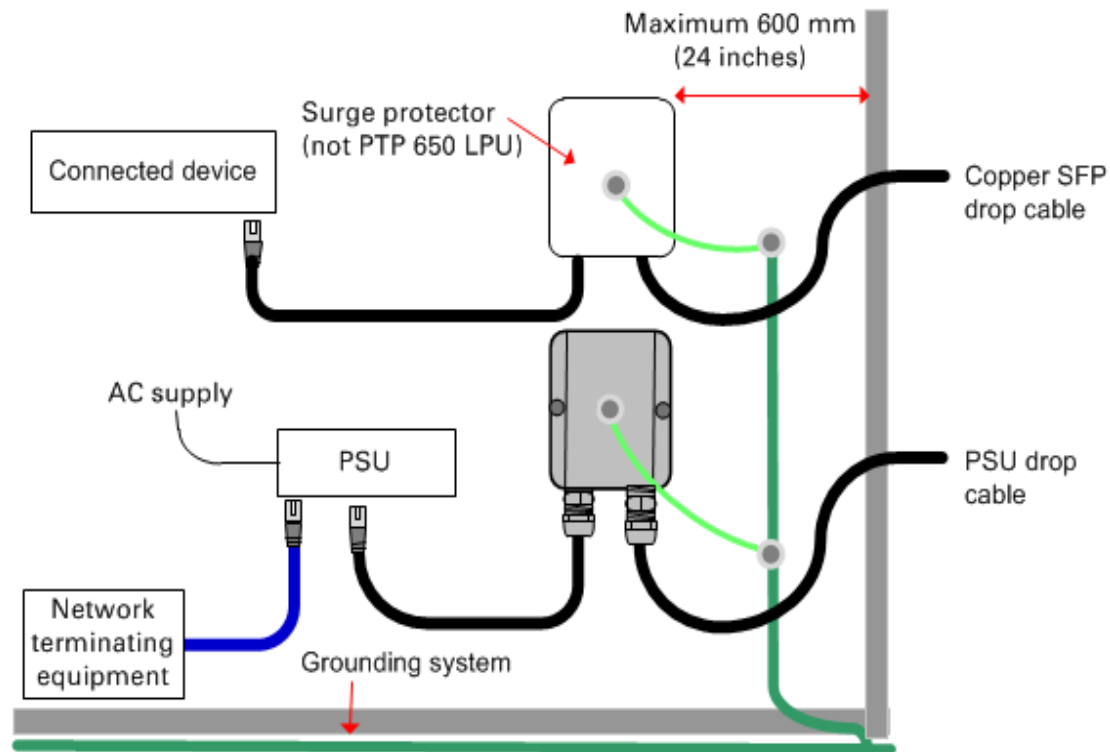 Maximum 600 mm
(24 inches)
Surge protector
(not PTP 650 LPU)
Connected device
Copper SFP
drop cable
AC supply
PSU
PSU drop
cable
Network
terminating
equipment
Grounding system